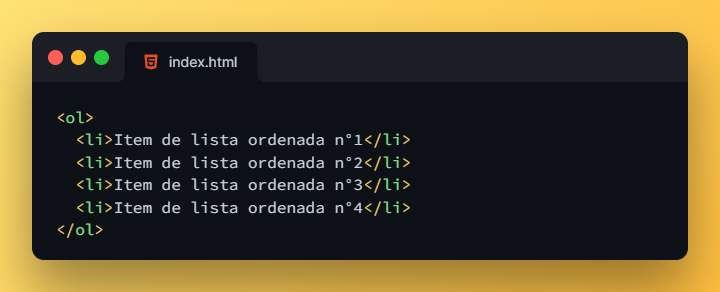 index.html
<ol>
<li>Item de lista ordenada n°1</li>
<li>Item de lista ordenada n°2</li>
<li>Item de lista ordenada n°3</li>
<li>Item de lista ordenada n°4</li>
</ol>